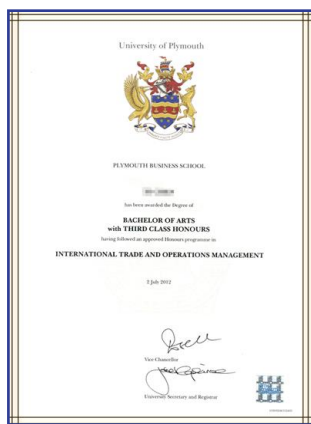 University of Plymouth
PLYMOUTH BUSINESS SCHOOL
has been awarded the Degree of
BACHELOR OF ARTS
with THIRD CLASS HONOURS
having followed an approved Honours programme in
INTERNATIONAL TRADE AND OPERATIONS MANAGEMENT
2 July 2012
Vice-Chancellor
University Secretary and Registrar